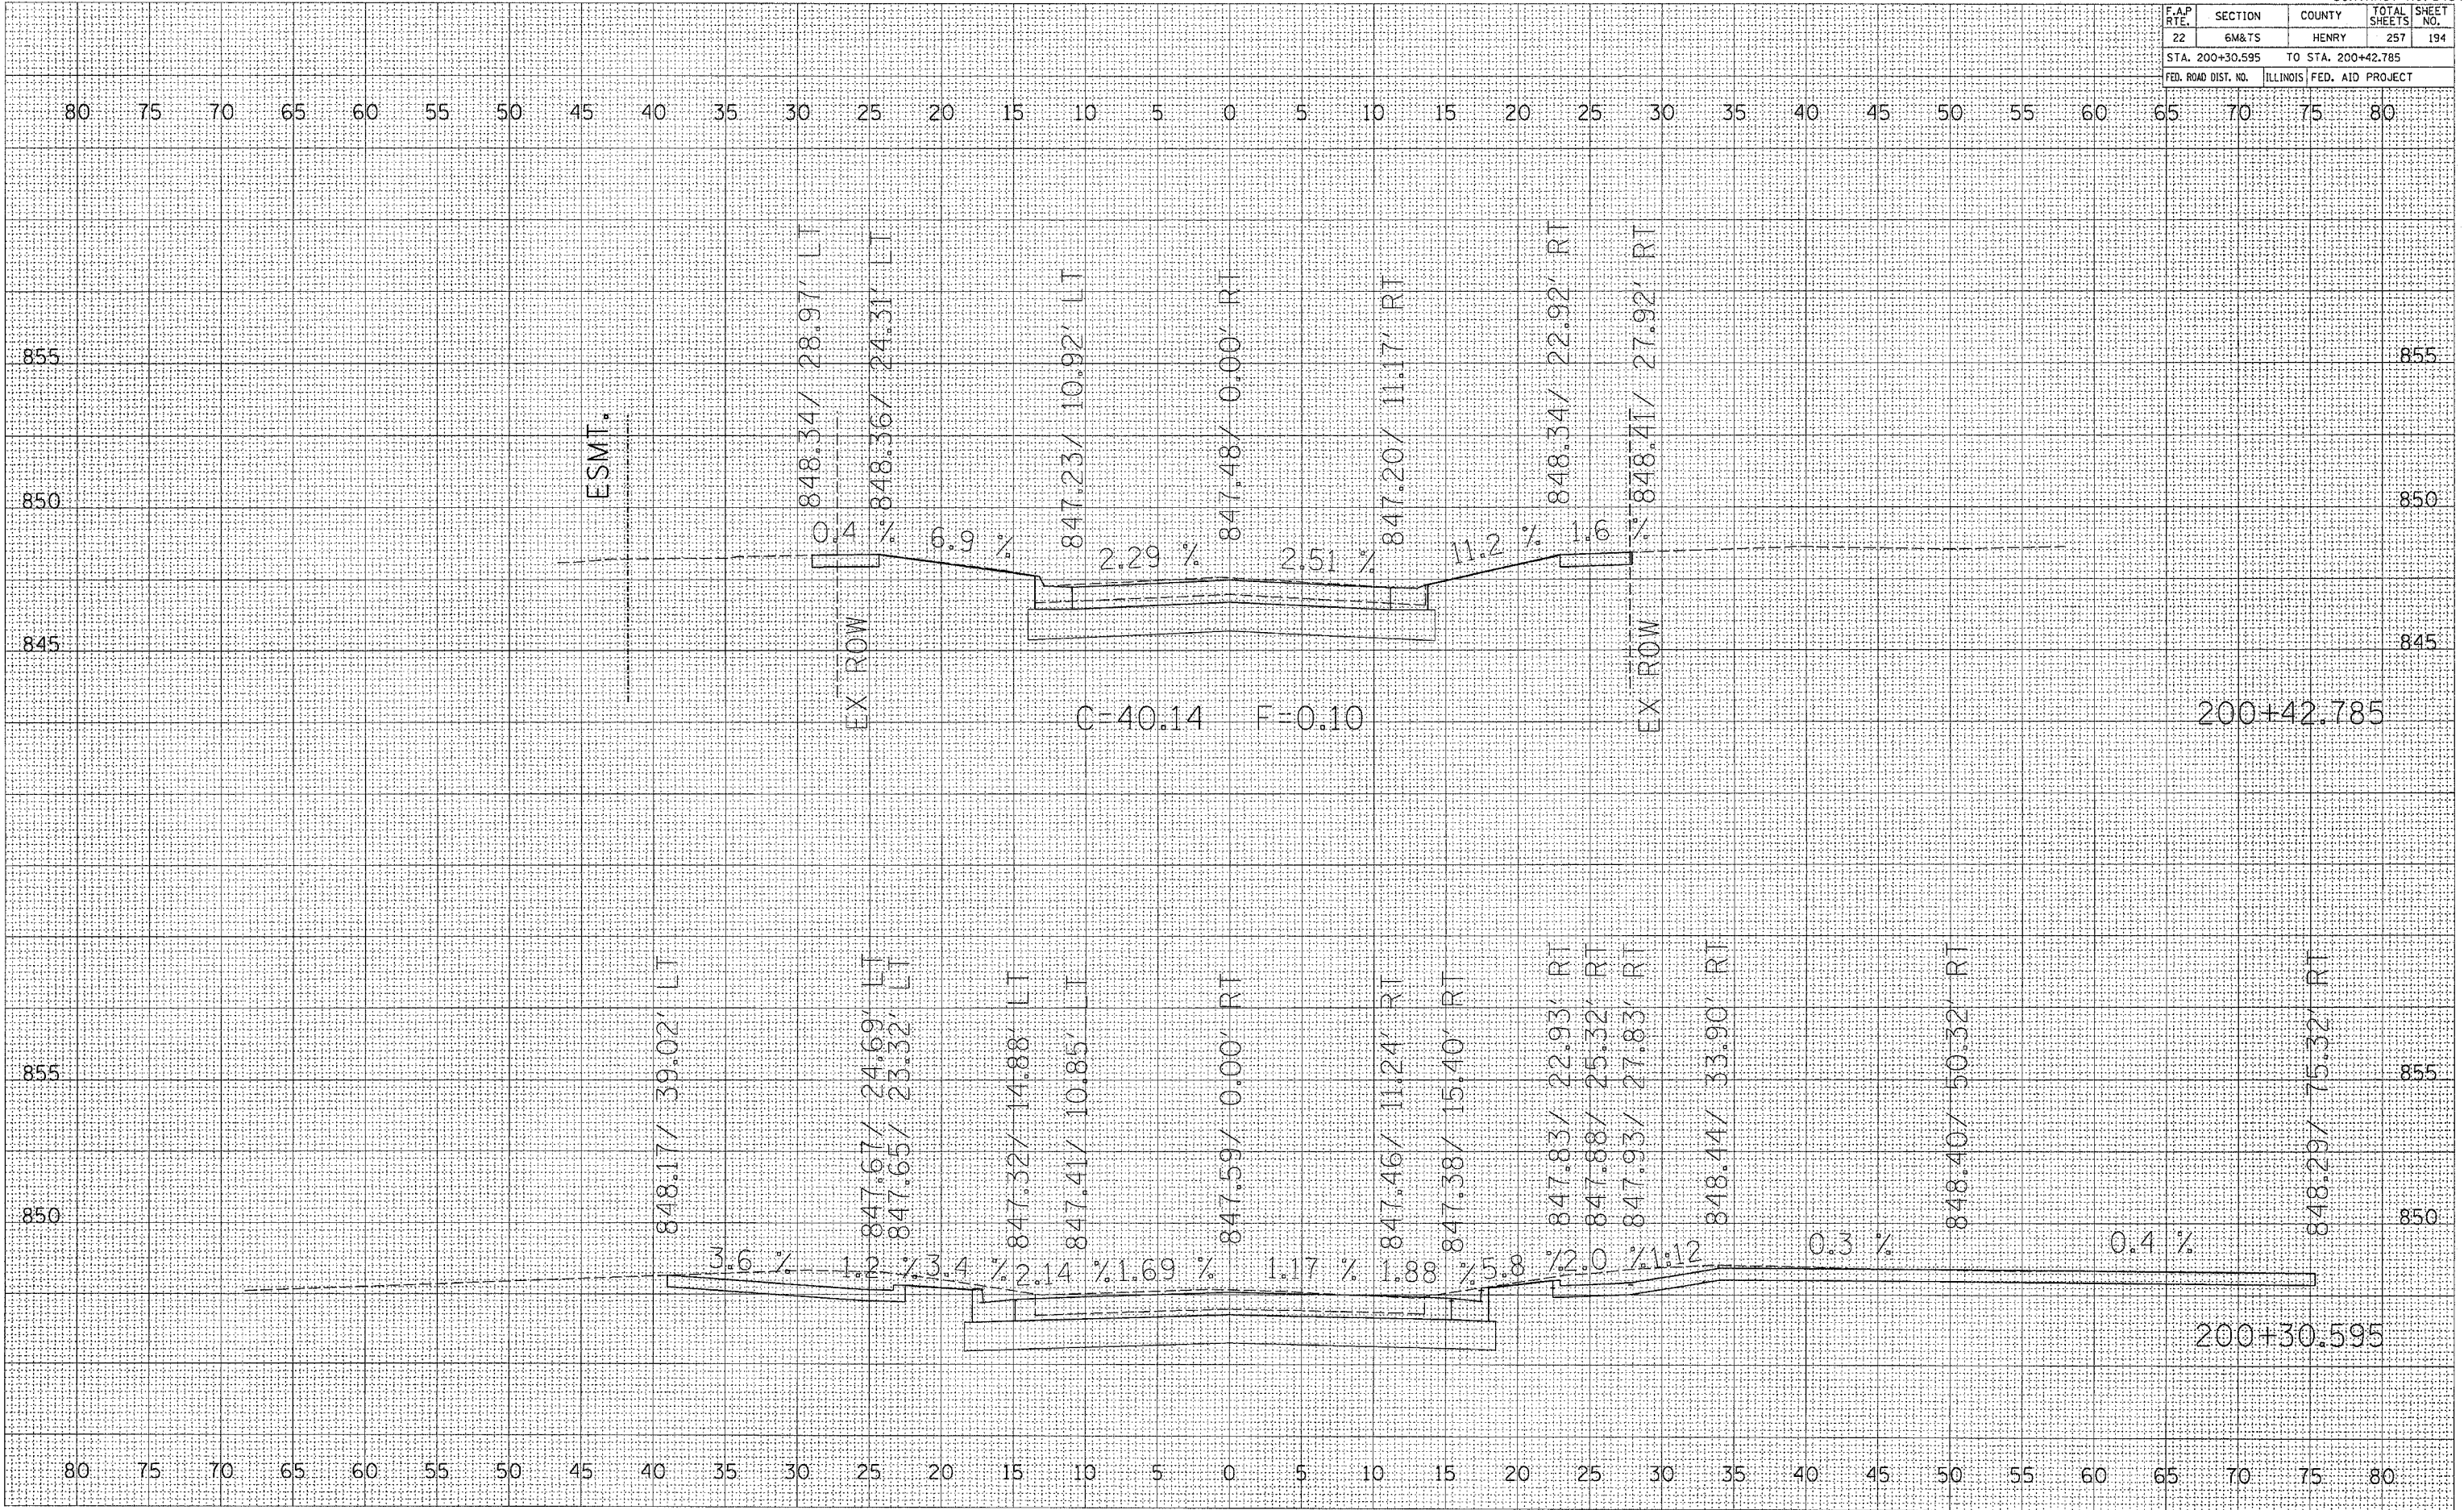 F.A.P RTE. SECTION COUNTY TOTAL SHEETS SHEET NO.
22 6M&TS HENRY 257 194
STA. 200+30.595 TO STA. 200+42.785
FED. ROAD DIST. NO. ILLINOIS FED. AID PROJECT
80 75 70 65 60 55 50 45 40 35 30 25 20 15 10 5 0 5 10 15 20 25 30 35 40 45 50 55 60 65 70 75 80
848.34/ 28.97' LT
848.36/ 24.31' LT
847.23/ 10.92' LT
847.48/ 0.00' RT
847.20/ 11.17' RT
848.34/ 22.92' RT
848.41/ 27.92' RT
855 855
ESMT.
850 850
0.4 % 6.9 % 2.29 % 2.51 % 11.2 % 1.6 %
845 845
EX ROW EX ROW
C=40.14 F=0.10
200+42.785
848.17/ 39.02' LT
847.67/ 24.69' LT
847.65/ 23.32' LT
847.32/ 14.88' LT
847.41/ 10.85' LT
847.59/ 0.00' RT
847.46/ 11.24' RT
847.38/ 15.40' RT
847.83/ 22.93' RT
847.88/ 25.32' RT
847.93/ 27.83' RT
848.44/ 33.90' RT
848.40/ 50.32' RT
848.29/ 75.32' RT
855 855
850 850
3.6 % 1.2 % 3.4 % 2.14 % 1.69 % 1.17 % 1.88 % 5.8 % 2.0 % 1:12 0.3 % 0.4 %
200+30.595
80 75 70 65 60 55 50 45 40 35 30 25 20 15 10 5 0 5 10 15 20 25 30 35 40 45 50 55 60 65 70 75 80